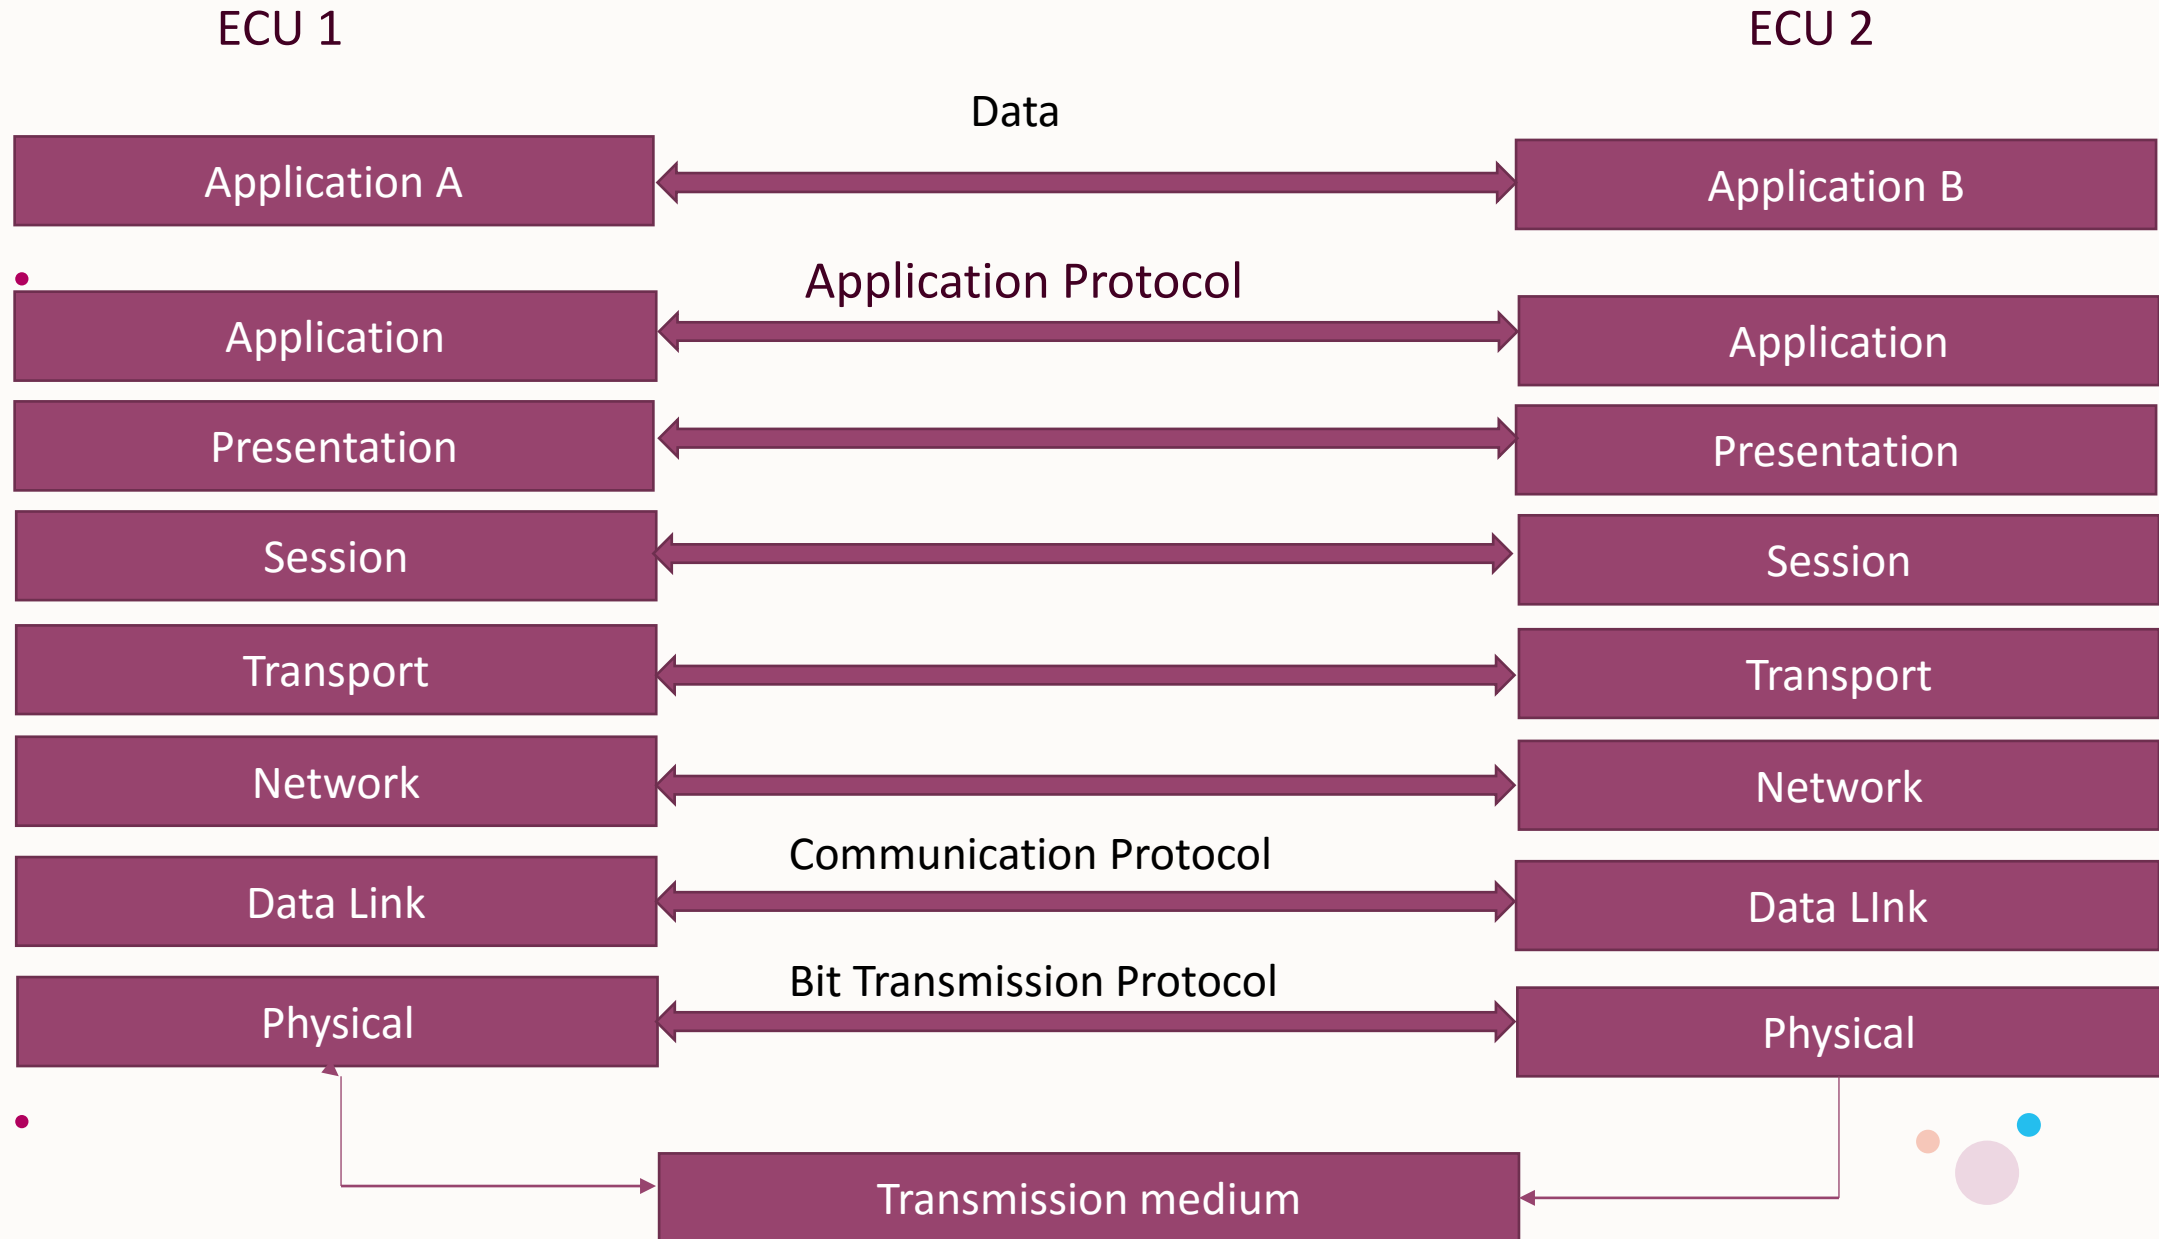 ECU 1
ECU 2
Data
Application A
Application B
Application Protocol
Application
Application
Presentation
Presentation
Session
Session
Transport
Transport
Network
Network
Communication Protocol
Data Link
Data LInk
Bit Transmission Protocol
Physical
Physical
Transmission medium